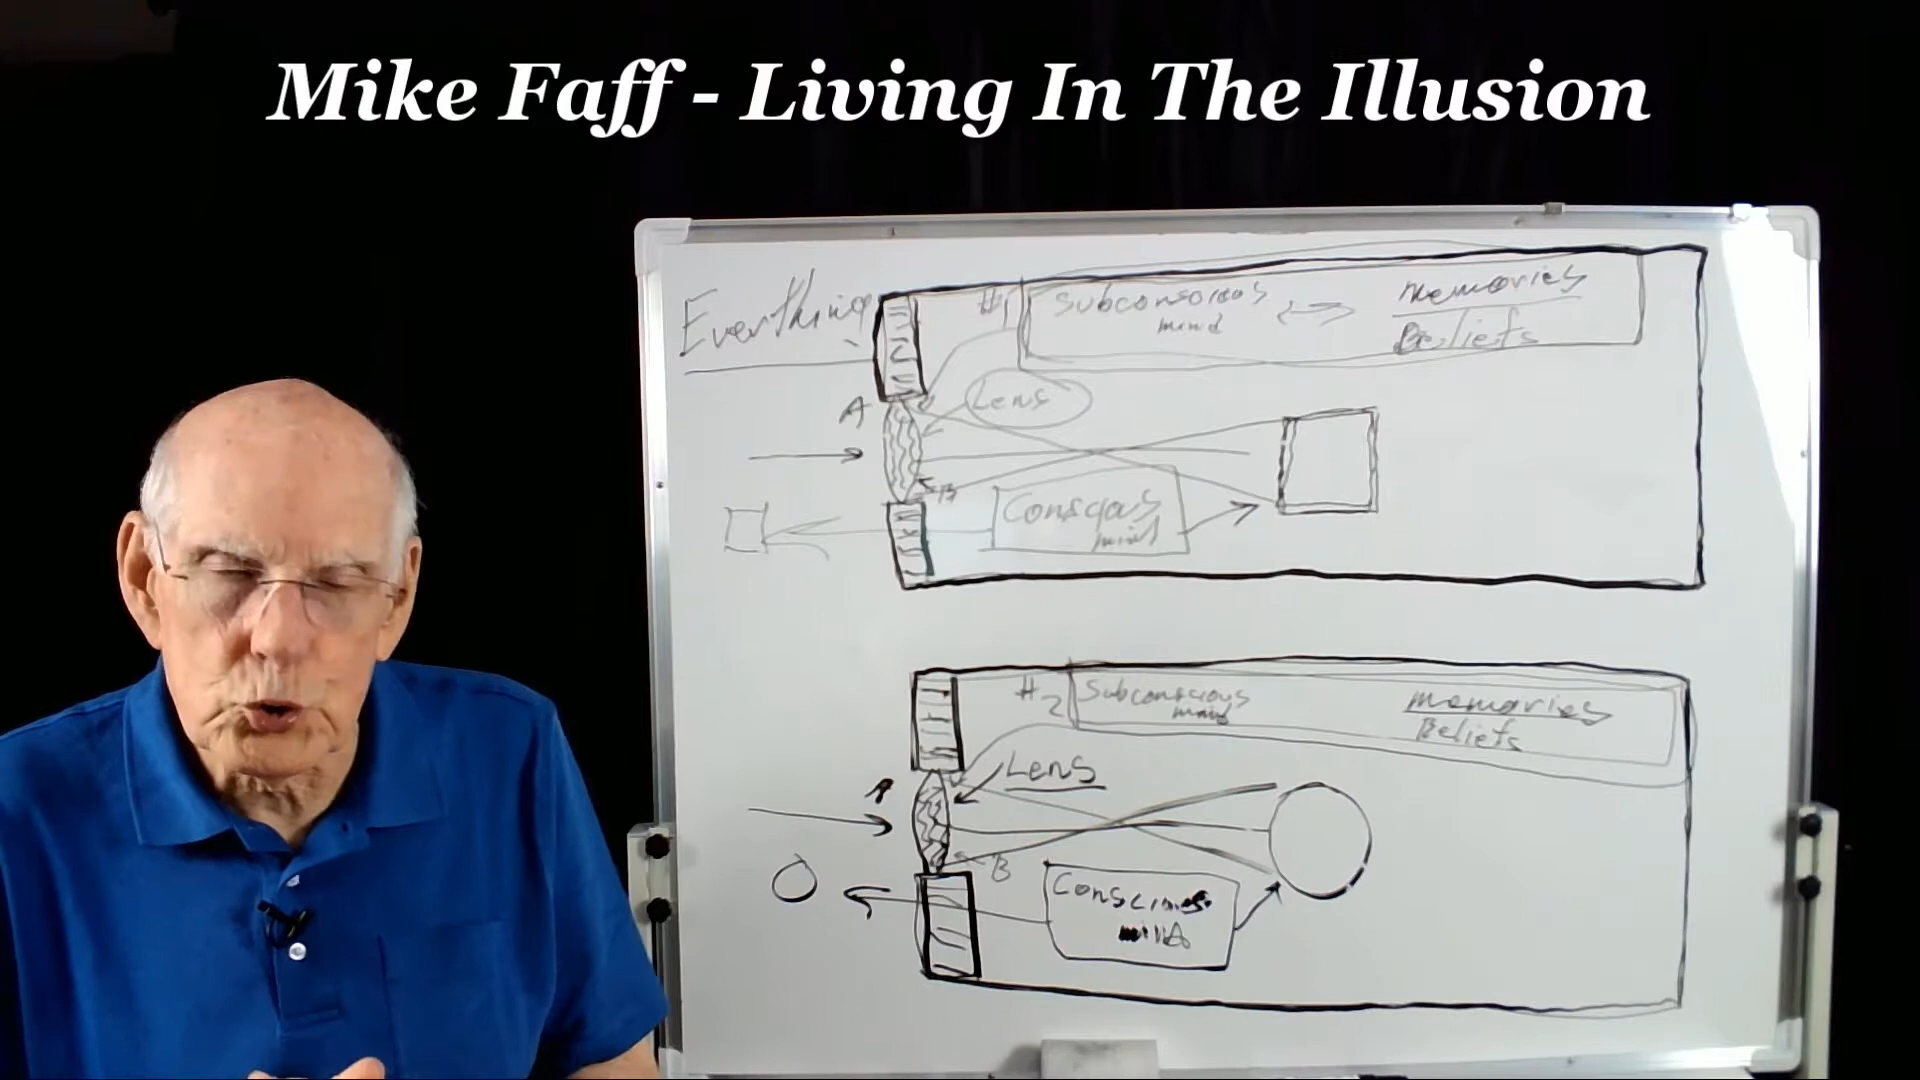 Mike Faff - Living In The Illusion
Everthing
#1
Subconscious
mind
memories
Beliefs
Lens
A
B
Conscious
mind
#2
Subconscious
mind
memories
Beliefs
Lens
A
B